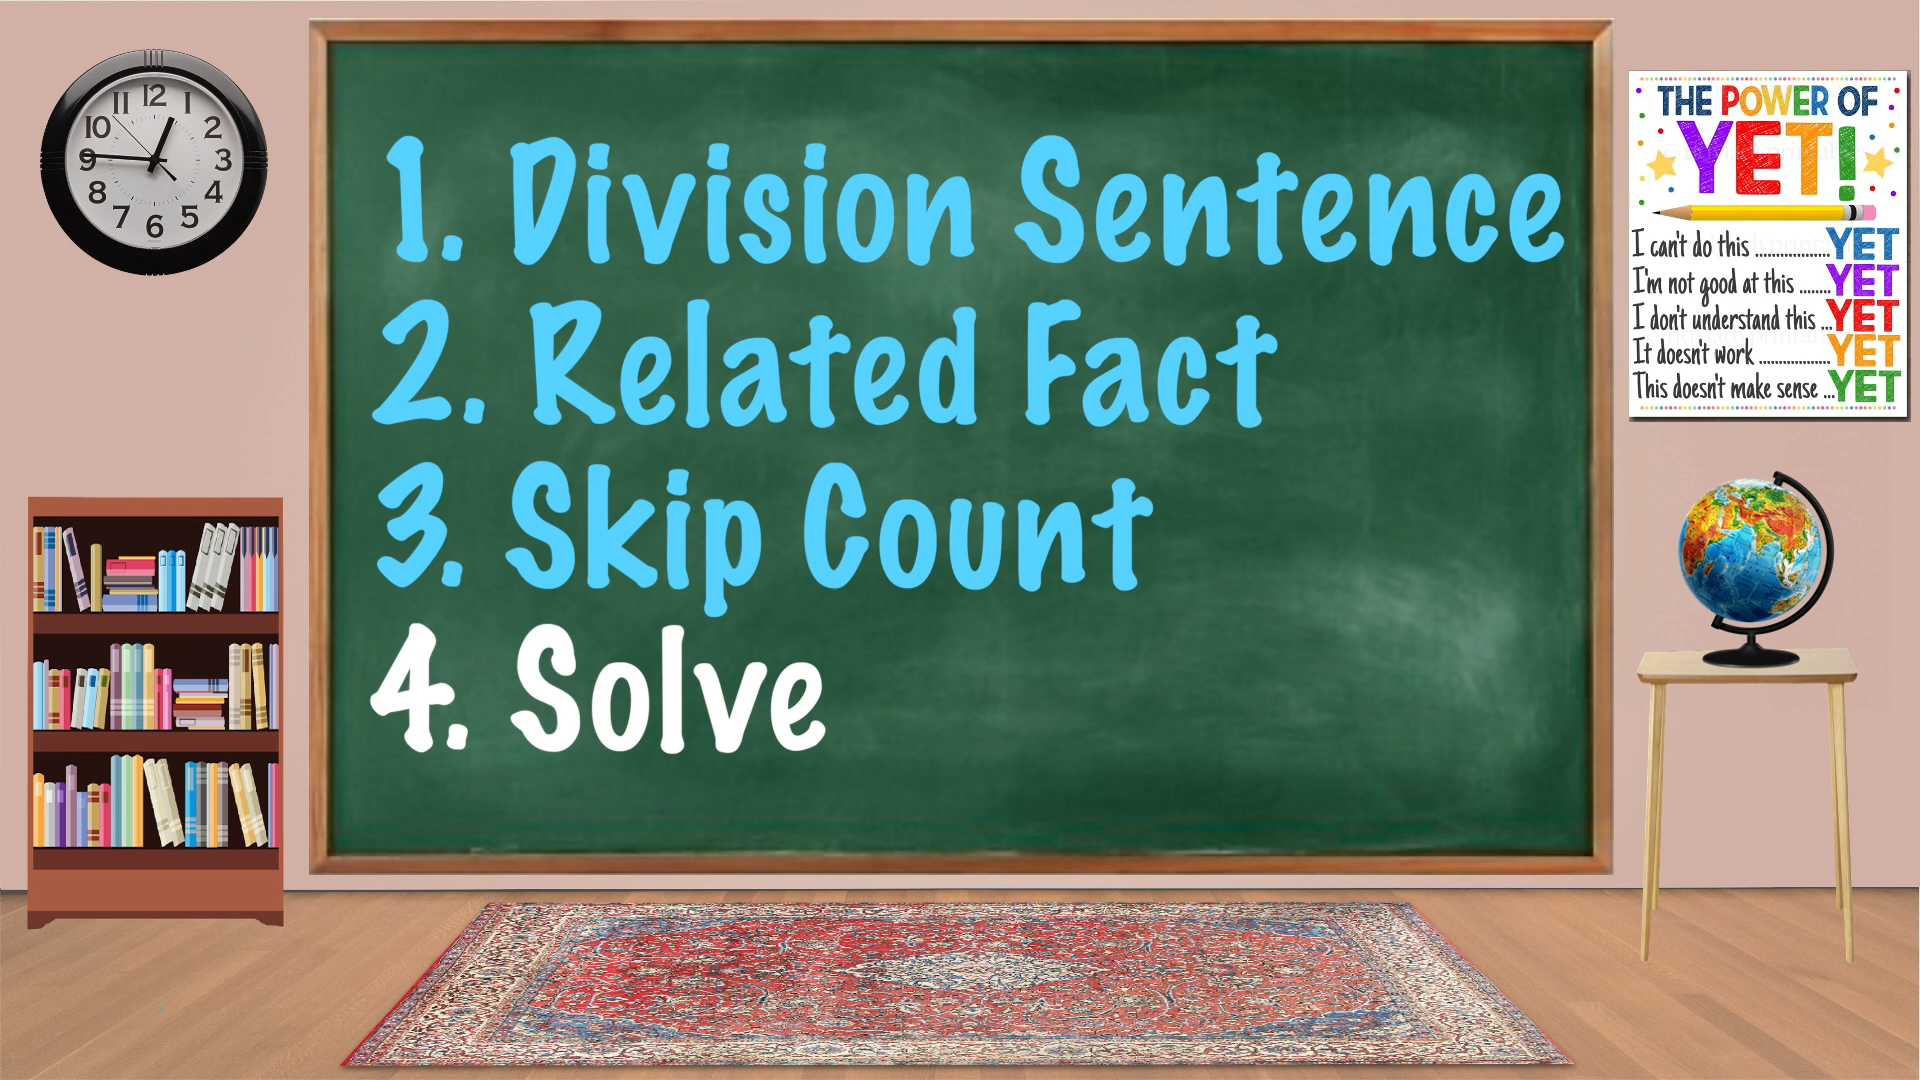 12
1
2
3
4
5
6
7
8
9
10
11
1. Division Sentence
2. Related Fact
3. Skip Count
4. Solve
THE POWER OF
YET!
I can't do this ..................YET
I'm not good at this ........YET
I don't understand this ...YET
It doesn't work ..................YET
This doesn't make sense ...YET